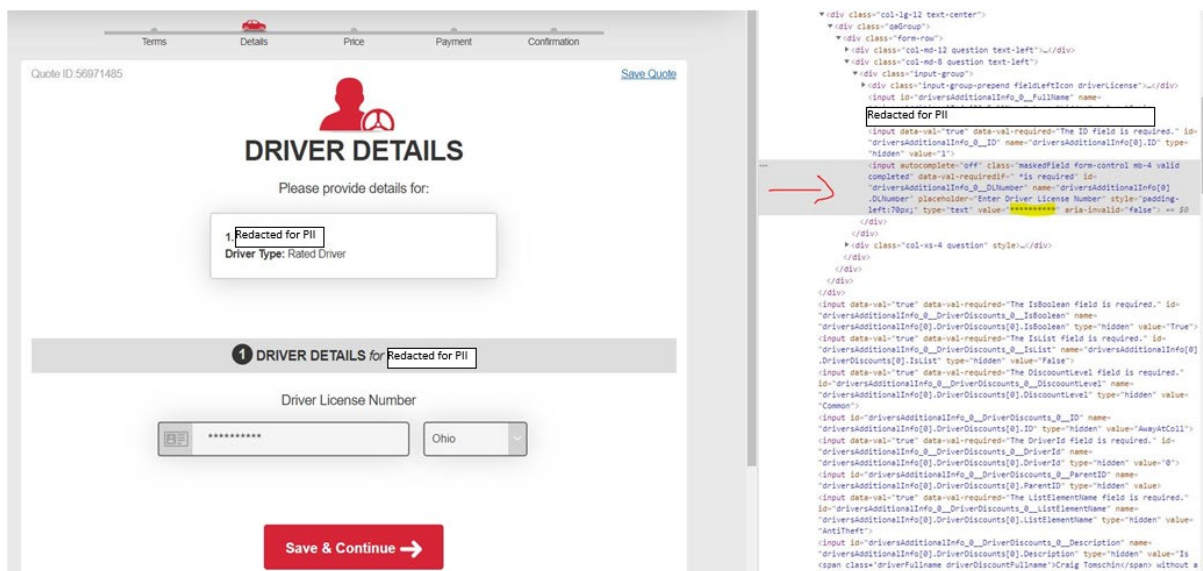 Terms
Details
Price
Payment
Confirmation
Quote ID:56971485
Save Quote
DRIVER DETAILS
Please provide details for:
1. Redacted for PII
Driver Type: Rated Driver
1 DRIVER DETAILS for Redacted for PII
Driver License Number
**********
Ohio
Save & Continue
▼<div class="col-lg-12 text-center">
▼<div class="qaGroup">
▼<div class="form-row">
▶<div class="col-md-12 question text-left">…</div>
▼<div class="col-md-8 question text-left">
▼<div class="input-group">
▶<div class="input-group-prepend fieldLeftIcon driverLicense">…</div>
<input id="driversAdditionalInfo_0__FullName" name=
Redacted for PII
<input data-val="true" data-val-required="The ID field is required." id=
"driversAdditionalInfo_0__ID" name="driversAdditionalInfo[0].ID" type=
"hidden" value="1">
<input autocomplete="off" class="maskedField form-control mb-4 valid
completed" data-val-requiredif=" *is required" id=
"driversAdditionalInfo_0__DLNumber" name="driversAdditionalInfo[0]
.DLNumber" placeholder="Enter Driver License Number" style="padding-
left:70px;" type="text" value="**********" aria-invalid="false"> == $0
</div>
</div>
▶<div class="col-xs-4 question" style>…</div>
</div>
</div>
</div>
<input data-val="true" data-val-required="The IsBoolean field is required." id=
"driversAdditionalInfo_0__DriverDiscounts_0__IsBoolean" name=
"driversAdditionalInfo[0].DriverDiscounts[0].IsBoolean" type="hidden" value="True">
<input data-val="true" data-val-required="The IsList field is required." id=
"driversAdditionalInfo_0__DriverDiscounts_0__IsList" name="driversAdditionalInfo[0]
.DriverDiscounts[0].IsList" type="hidden" value="False">
<input data-val="true" data-val-required="The DiscoountLevel field is required."
id="driversAdditionalInfo_0__DriverDiscounts_0__DiscoountLevel" name=
"driversAdditionalInfo[0].DriverDiscounts[0].DiscoountLevel" type="hidden" value=
"Common">
<input id="driversAdditionalInfo_0__DriverDiscounts_0__ID" name=
"driversAdditionalInfo[0].DriverDiscounts[0].ID" type="hidden" value="AwayAtColl">
<input data-val="true" data-val-required="The DriverId field is required." id=
"driversAdditionalInfo_0__DriverDiscounts_0__DriverId" name=
"driversAdditionalInfo[0].DriverDiscounts[0].DriverId" type="hidden" value="0">
<input id="driversAdditionalInfo_0__DriverDiscounts_0__ParentID" name=
"driversAdditionalInfo[0].DriverDiscounts[0].ParentID" type="hidden" value>
<input data-val="true" data-val-required="The ListElementName field is required."
id="driversAdditionalInfo_0__DriverDiscounts_0__ListElementName" name=
"driversAdditionalInfo[0].DriverDiscounts[0].ListElementName" type="hidden" value=
"AntiTheft">
<input id="driversAdditionalInfo_0__DriverDiscounts_0__Description" name=
"driversAdditionalInfo[0].DriverDiscounts[0].Description" type="hidden" value="Is
<span class="driverFullname driverDiscountFullname">Craig Tomschin</span> without a